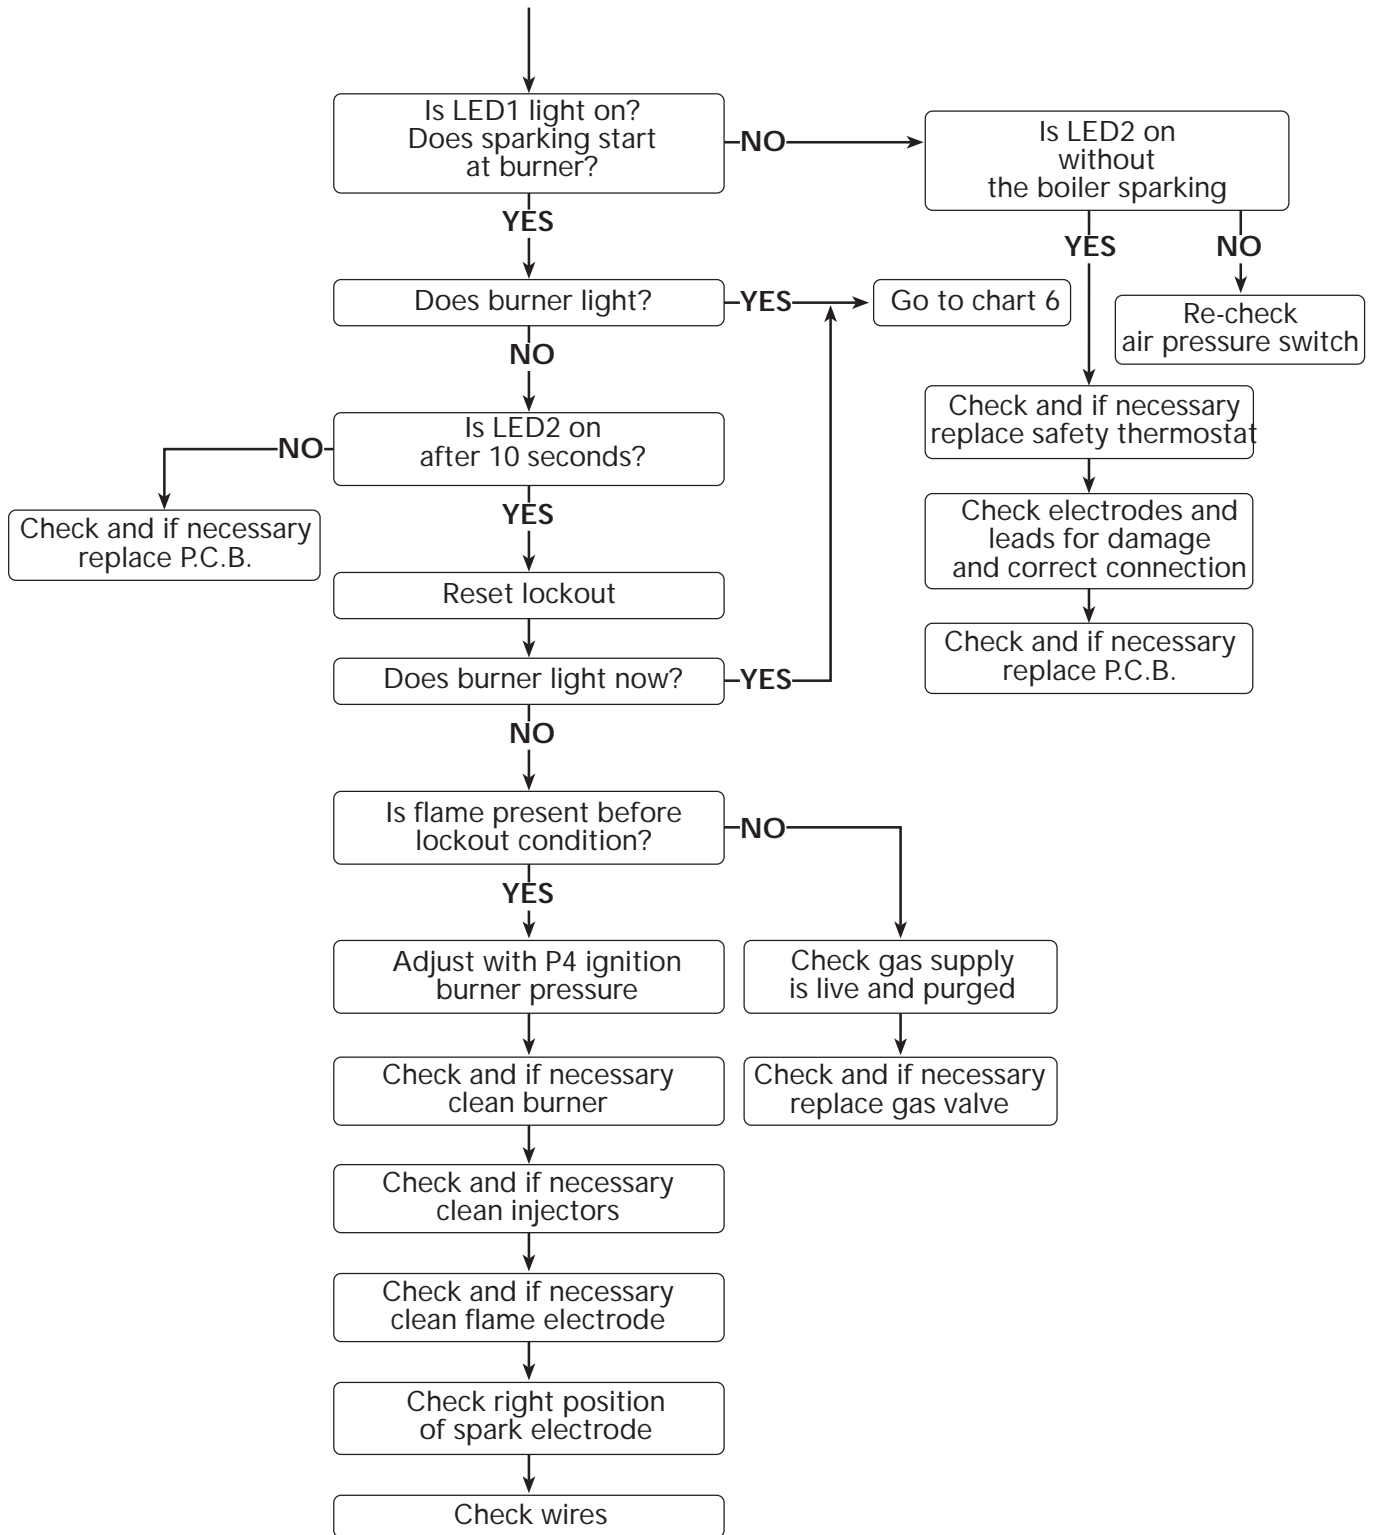 Is LED1 light on?
Does sparking start
at burner?
NO
Is LED2 on
without
the boiler sparking
YES
YES
NO
Does burner light?
YES
Go to chart 6
Re-check
air pressure switch
NO
Check and if necessary
replace safety thermostat
Is LED2 on
after 10 seconds?
NO
Check and if necessary
replace P.C.B.
YES
Check electrodes and
leads for damage
and correct connection
Reset lockout
Check and if necessary
replace P.C.B.
Does burner light now?
YES
NO
Is flame present before
lockout condition?
NO
YES
Adjust with P4 ignition
burner pressure
Check gas supply
is live and purged
Check and if necessary
clean burner
Check and if necessary
replace gas valve
Check and if necessary
clean injectors
Check and if necessary
clean flame electrode
Check right position
of spark electrode
Check wires